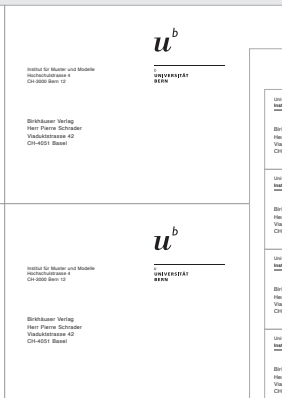 u b
Institut für Muster und Modelle
Hochschulstrasse 4
CH-3000 Bern 12
b
UNIVERSITÄT
BERN
Birkhäuser Verlag
Herr Pierre Schrader
Viaduktstrasse 42
CH-4051 Basel
u b
Institut für Muster und Modelle
Hochschulstrasse 4
CH-3000 Bern 12
b
UNIVERSITÄT
BERN
Birkhäuser Verlag
Herr Pierre Schrader
Viaduktstrasse 42
CH-4051 Basel